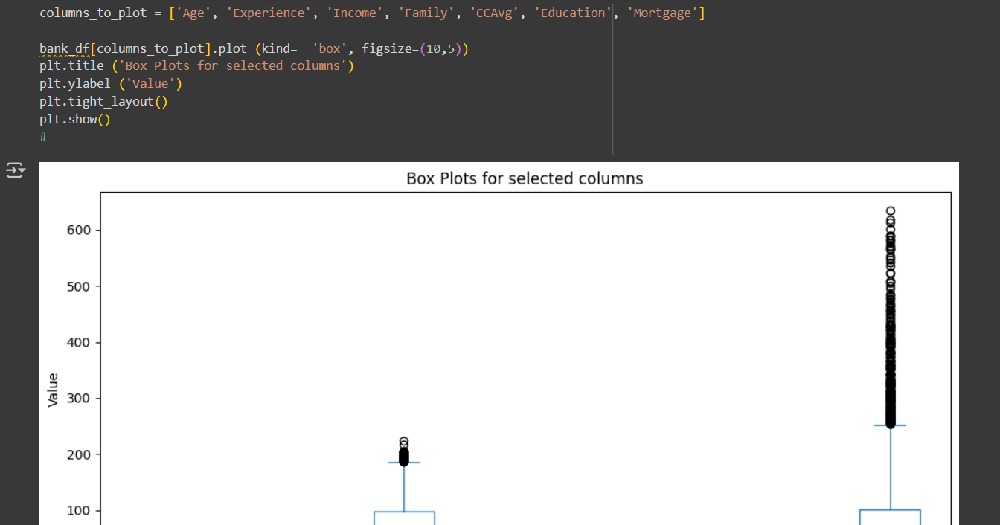 columns_to_plot = ['Age', 'Experience', 'Income', 'Family', 'CCAvg', 'Education', 'Mortgage']
bank_df[columns_to_plot].plot (kind=  'box', figsize=(10,5))
plt.title ('Box Plots for selected columns')
plt.ylabel ('Value')
plt.tight_layout()
plt.show()
#
Box Plots for selected columns
600
500
400
Value
300
200
100